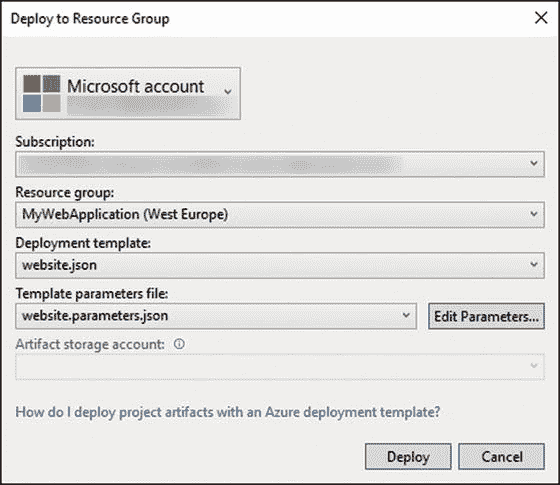 Deploy to Resource Group
Microsoft account
Subscription:
Resource group:
MyWebApplication (West Europe)
Deployment template:
website.json
Template parameters file:
website.parameters.json
Edit Parameters...
Artifact storage account:
How do I deploy project artifacts with an Azure deployment template?
Deploy
Cancel